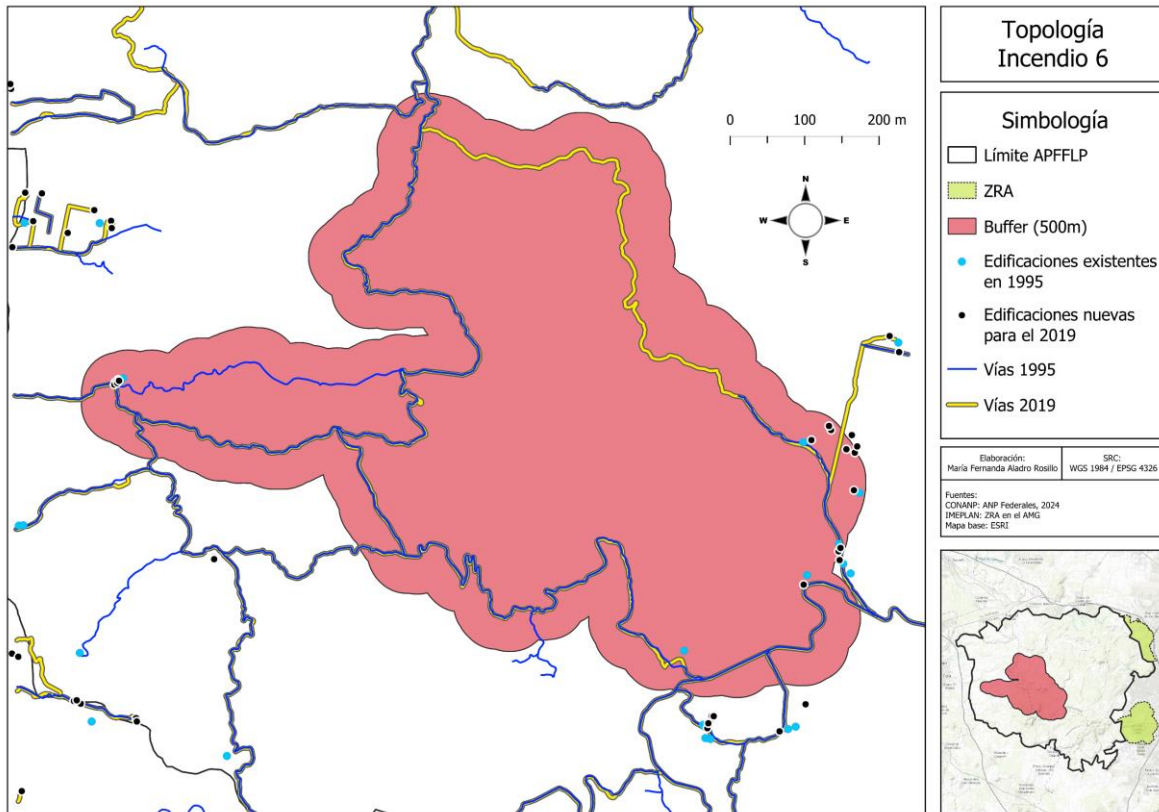 Topología
Incendio 6
0 100 200 m
N
W E
S
Simbología
Límite APFFLP
ZRA
Buffer (500m)
Edificaciones existentes
en 1995
Edificaciones nuevas
para el 2019
Vías 1995
Vías 2019
Elaboración:
María Fernanda Aladro Rosillo
SRC:
WGS 1984 / EPSG 4326
Fuentes:
CONANP: ANP Federales, 2024
IMEPLAN: ZRA en el AMG
Mapa base: ESRI